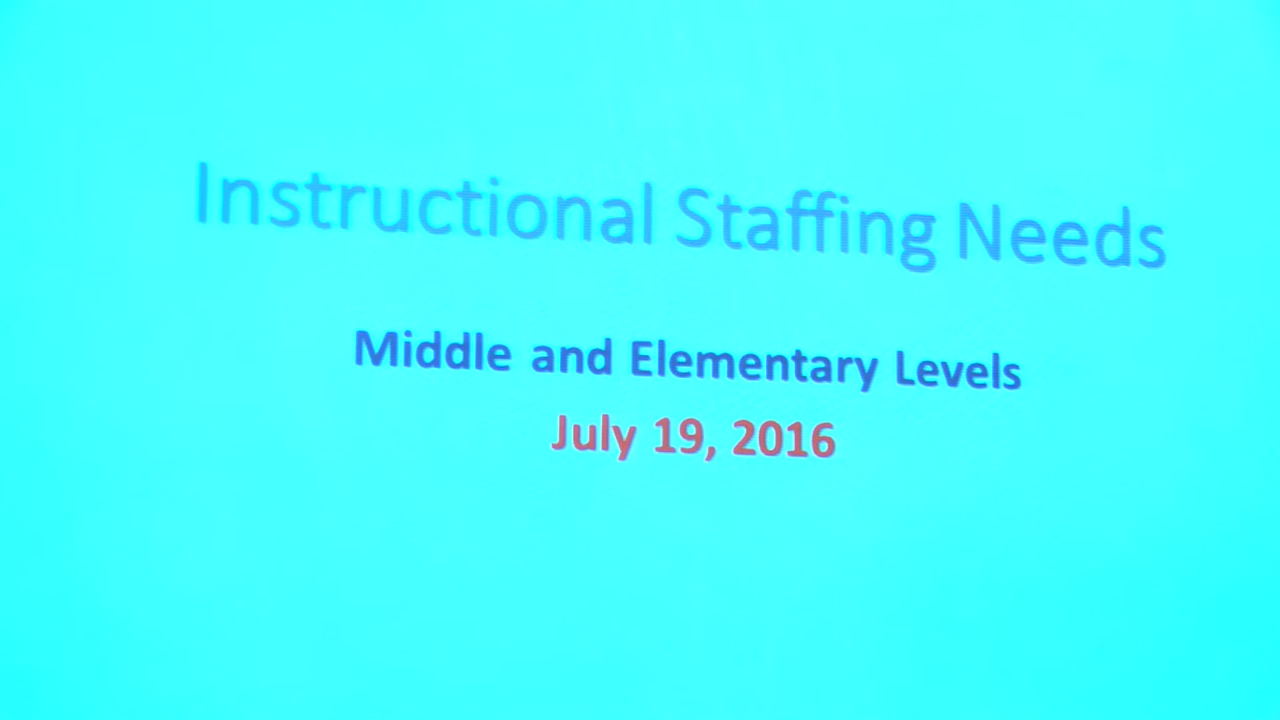 Instructional Staffing Needs
Middle and Elementary Levels
July 19, 2016